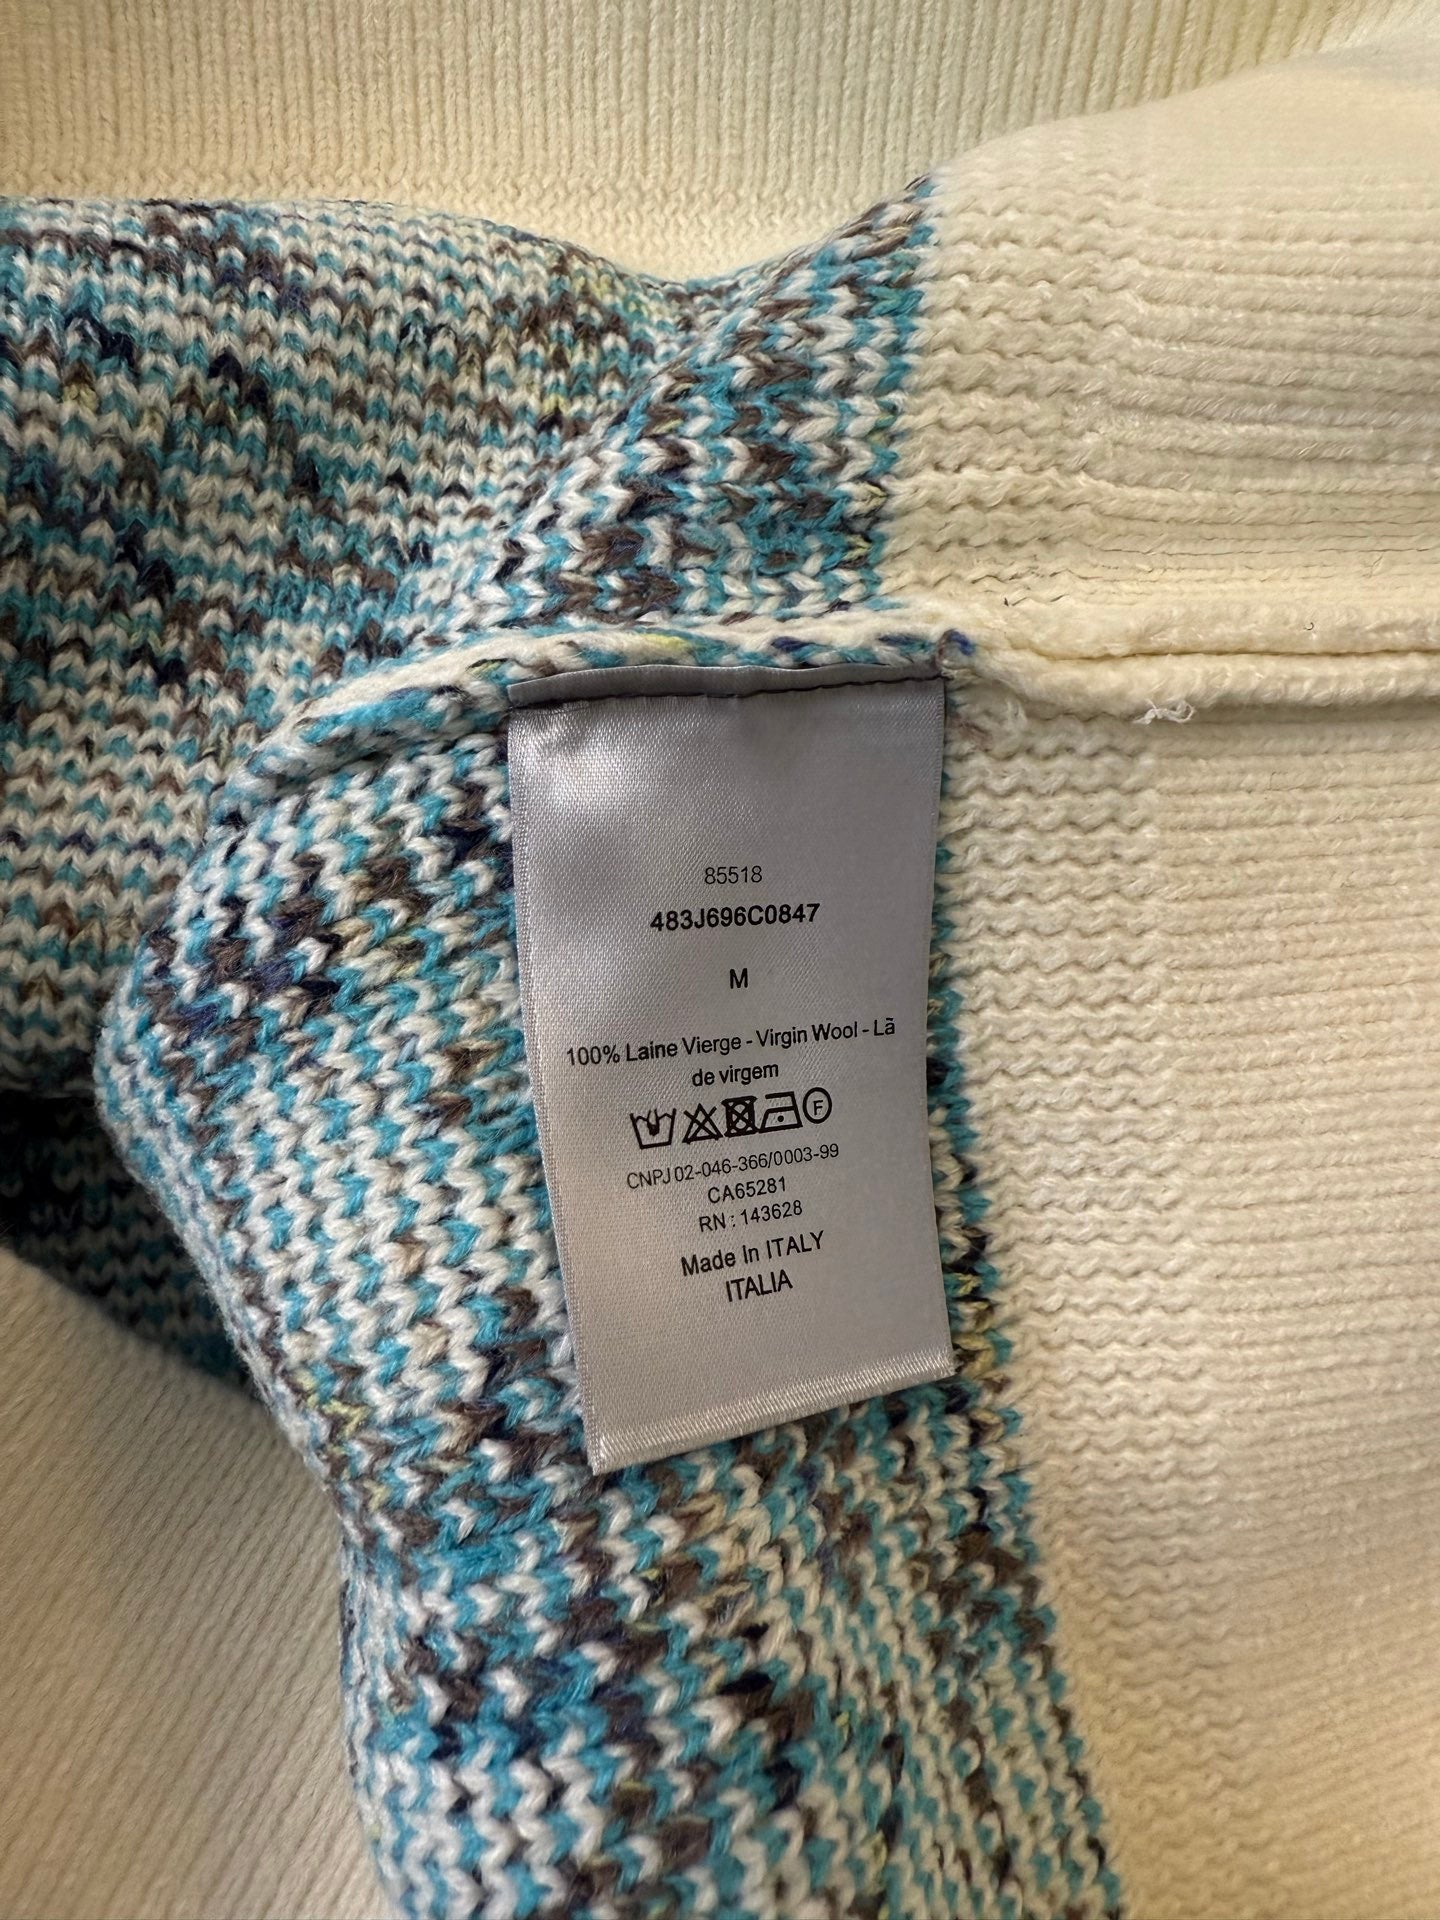 85518
483J696C0847
M
100% Laine Vierge - Virgin Wool - Lã
de virgem
F
CNPJ 02-046-366/0003-99
CA65281
RN : 143628
Made In ITALY
ITALIA